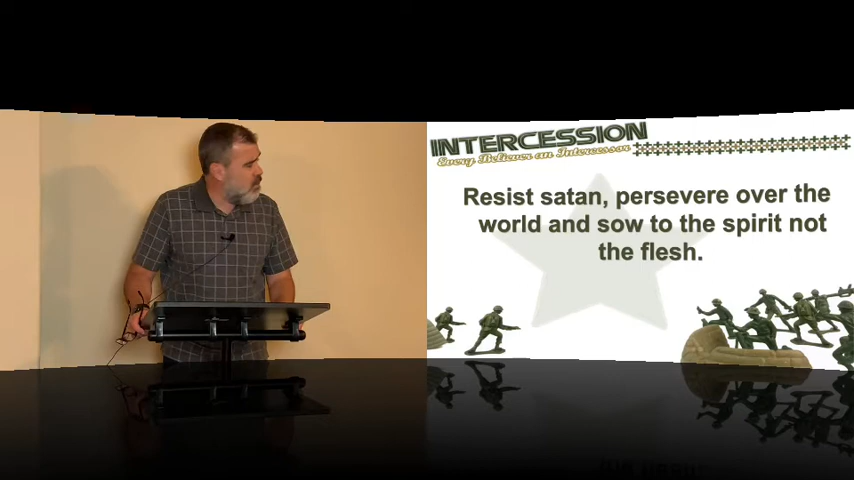 INTERCESSION
Every Believer an Intercessor
Resist satan, persevere over the
world and sow to the spirit not
the flesh.